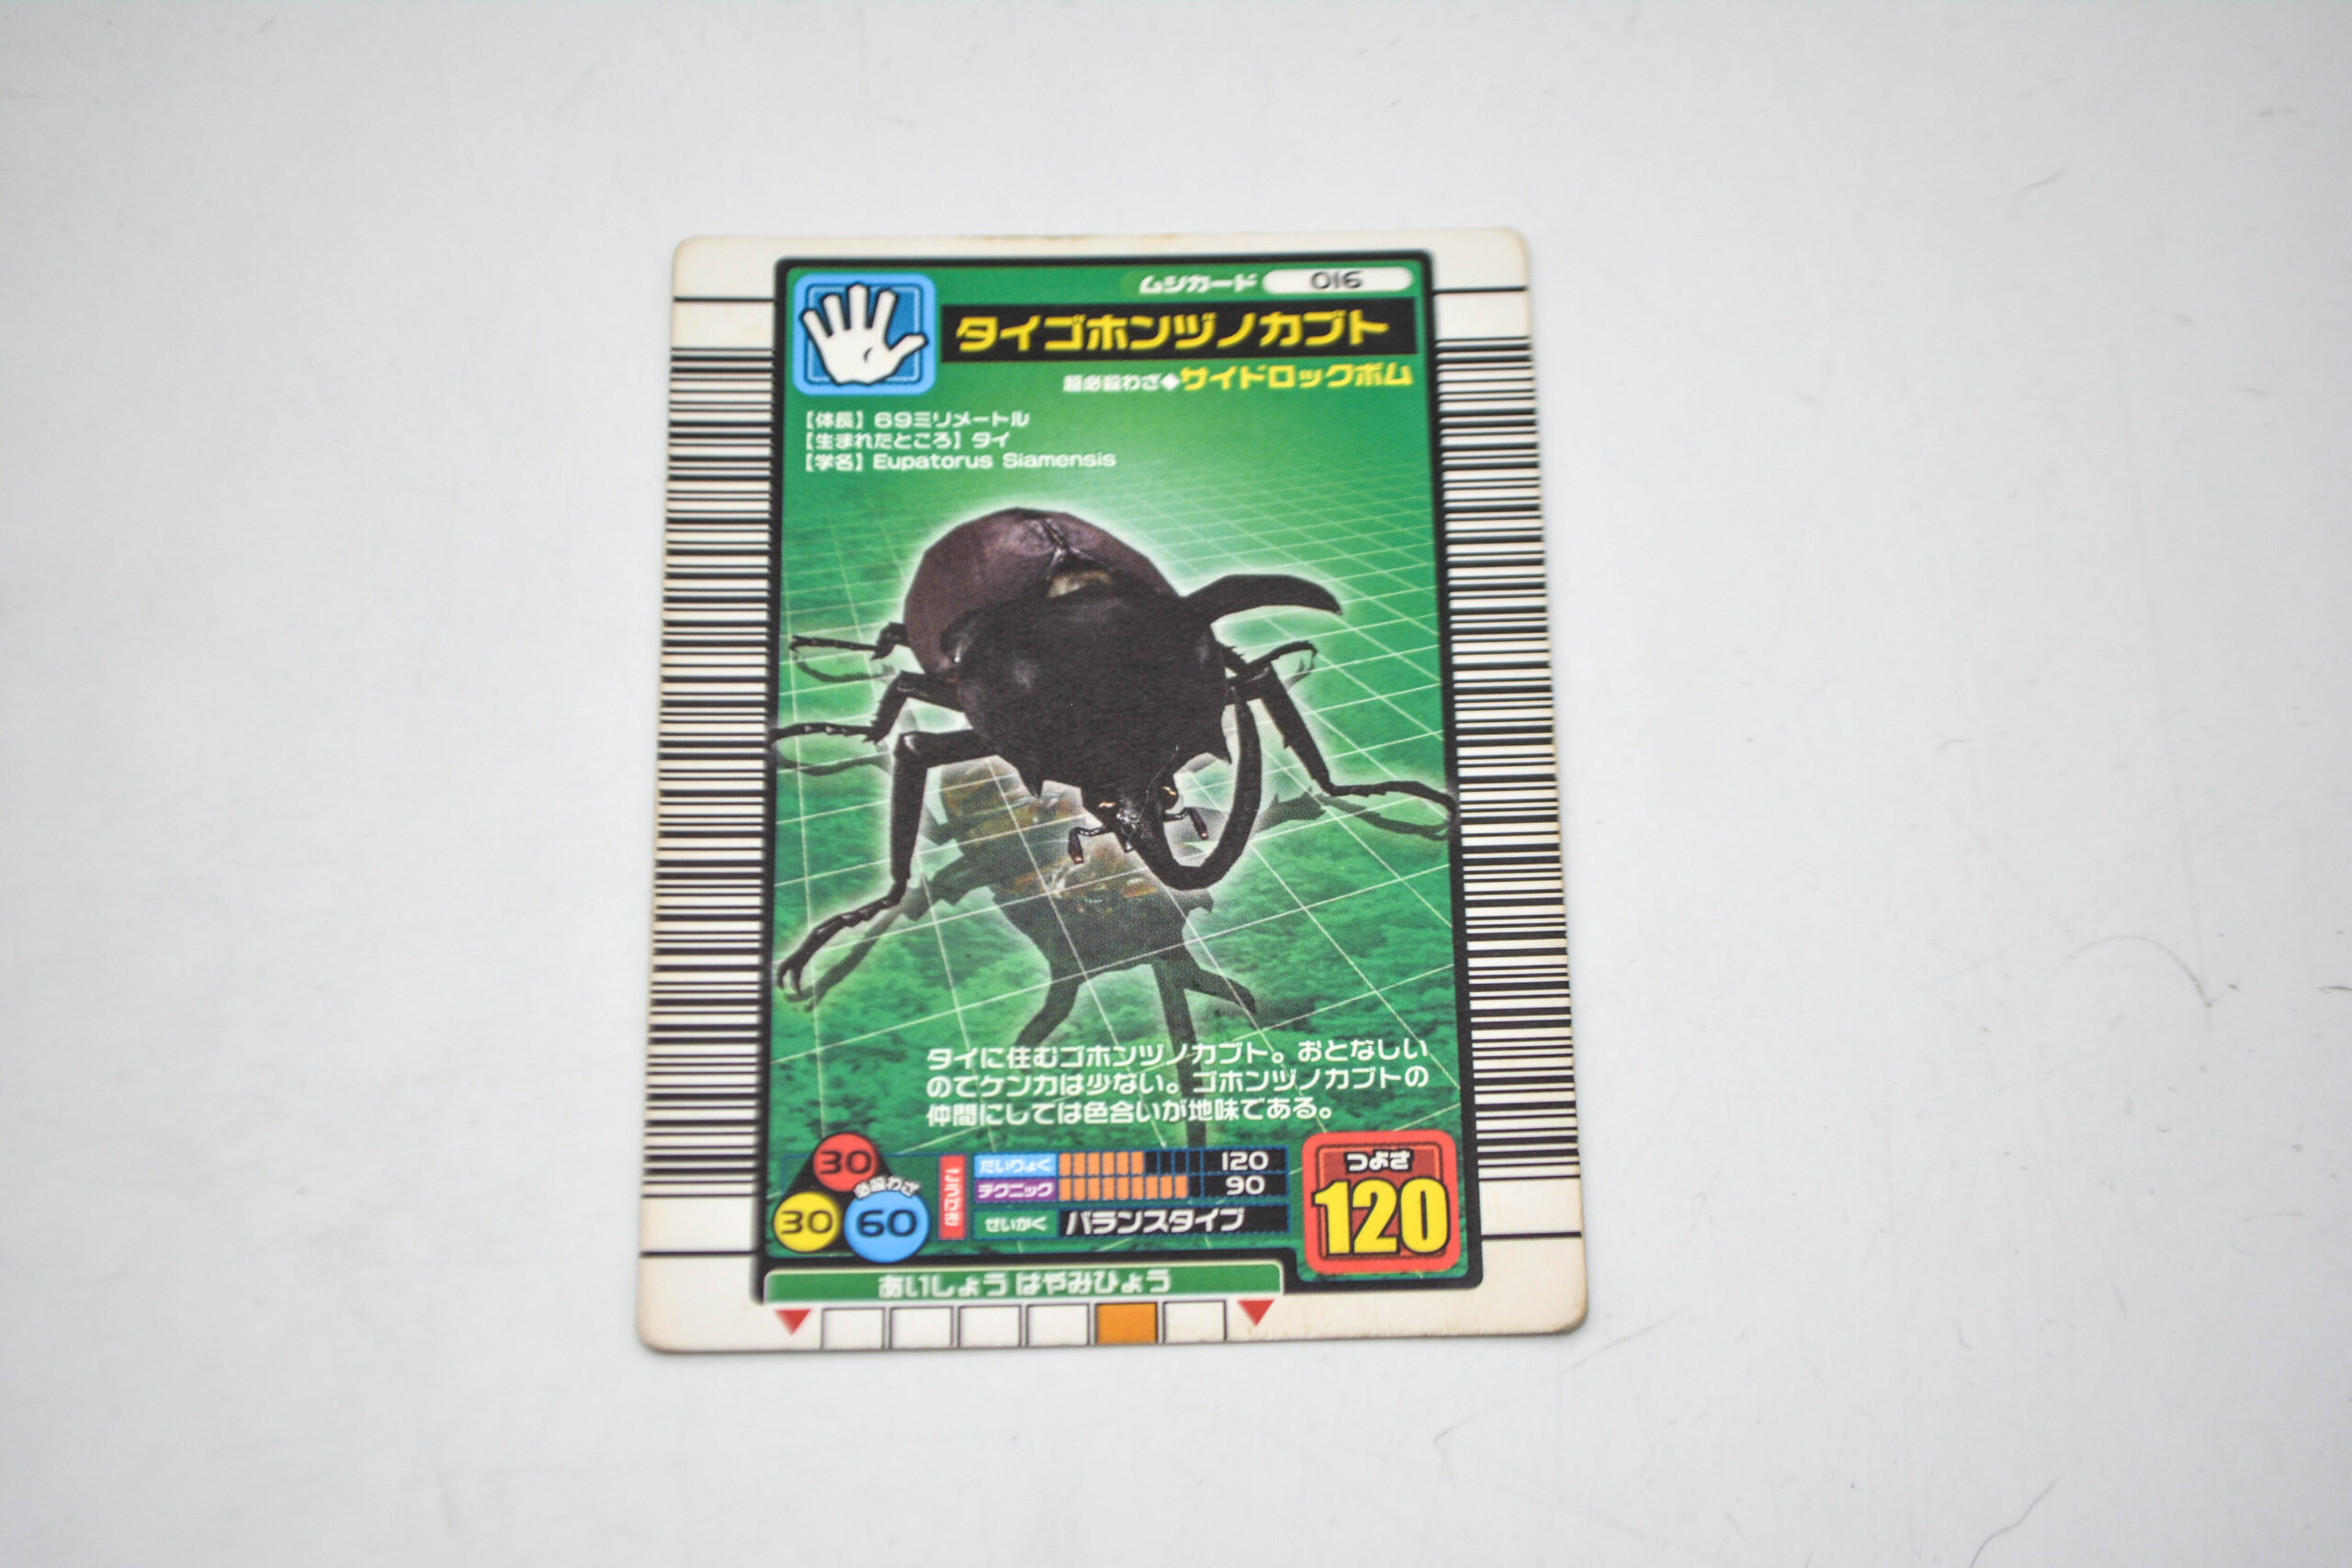 ムシカード 016
タイゴホンヅノカブト
超必殺わざ◆サイドロックボム
【体長】69ミリメートル
【生まれたところ】タイ
【学名】Eupatorus Siamensis
タイに住むゴホンツノカブト。おとなしい
のでケンカは少ない。ゴホンヅノカブトの
仲間にしては色合いが地味である。
30
必殺わざ
30
60
たいりょく 120
テクニック 90
せいかく バランスタイプ
つよさ
120
あいしょう はやみひょう